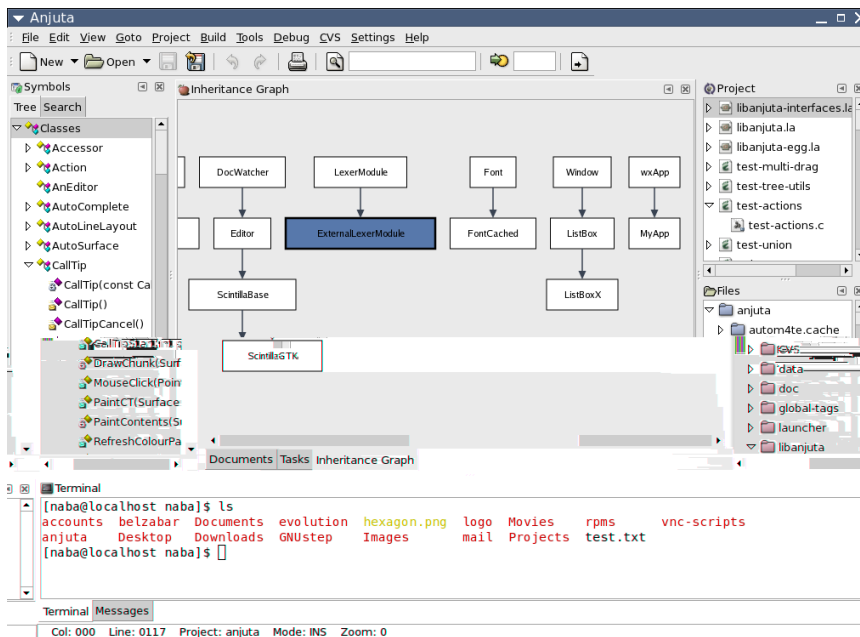 Anjuta
File Edit View Goto Project Build Tools Debug CVS Settings Help
New Open
Symbols
Tree Search
Classes
Accessor
Action
AnEditor
AutoComplete
AutoLineLayout
AutoSurface
CallTip
CallTip(const Ca
CallTip()
CallTipCancel()
DrawChunk(Surf
MouseClick(Poin
PaintCT(Surface
PaintContents(Su
RefreshColourPa
Inheritance Graph
DocWatcher LexerModule Font Window wxApp
Editor ExternalLexerModule FontCached ListBox MyApp
ScintillaBase ListBoxX
ScintillaGTK
Documents Tasks Inheritance Graph
Project
libanjuta-interfaces.la
libanjuta.la
libanjuta-egg.la
test-multi-drag
test-tree-utils
test-actions
test-actions.c
test-union
Files
anjuta
autom4te.cache
CVS
data
doc
global-tags
launcher
libanjuta
Terminal
[naba@localhost naba]$ ls
accounts belzabar Documents evolution hexagon.png logo Movies rpms vnc-scripts
anjuta Desktop Downloads GNUstep Images mail Projects test.txt
[naba@localhost naba]$
Terminal Messages
Col: 000 Line: 0117 Project: anjuta Mode: INS Zoom: 0